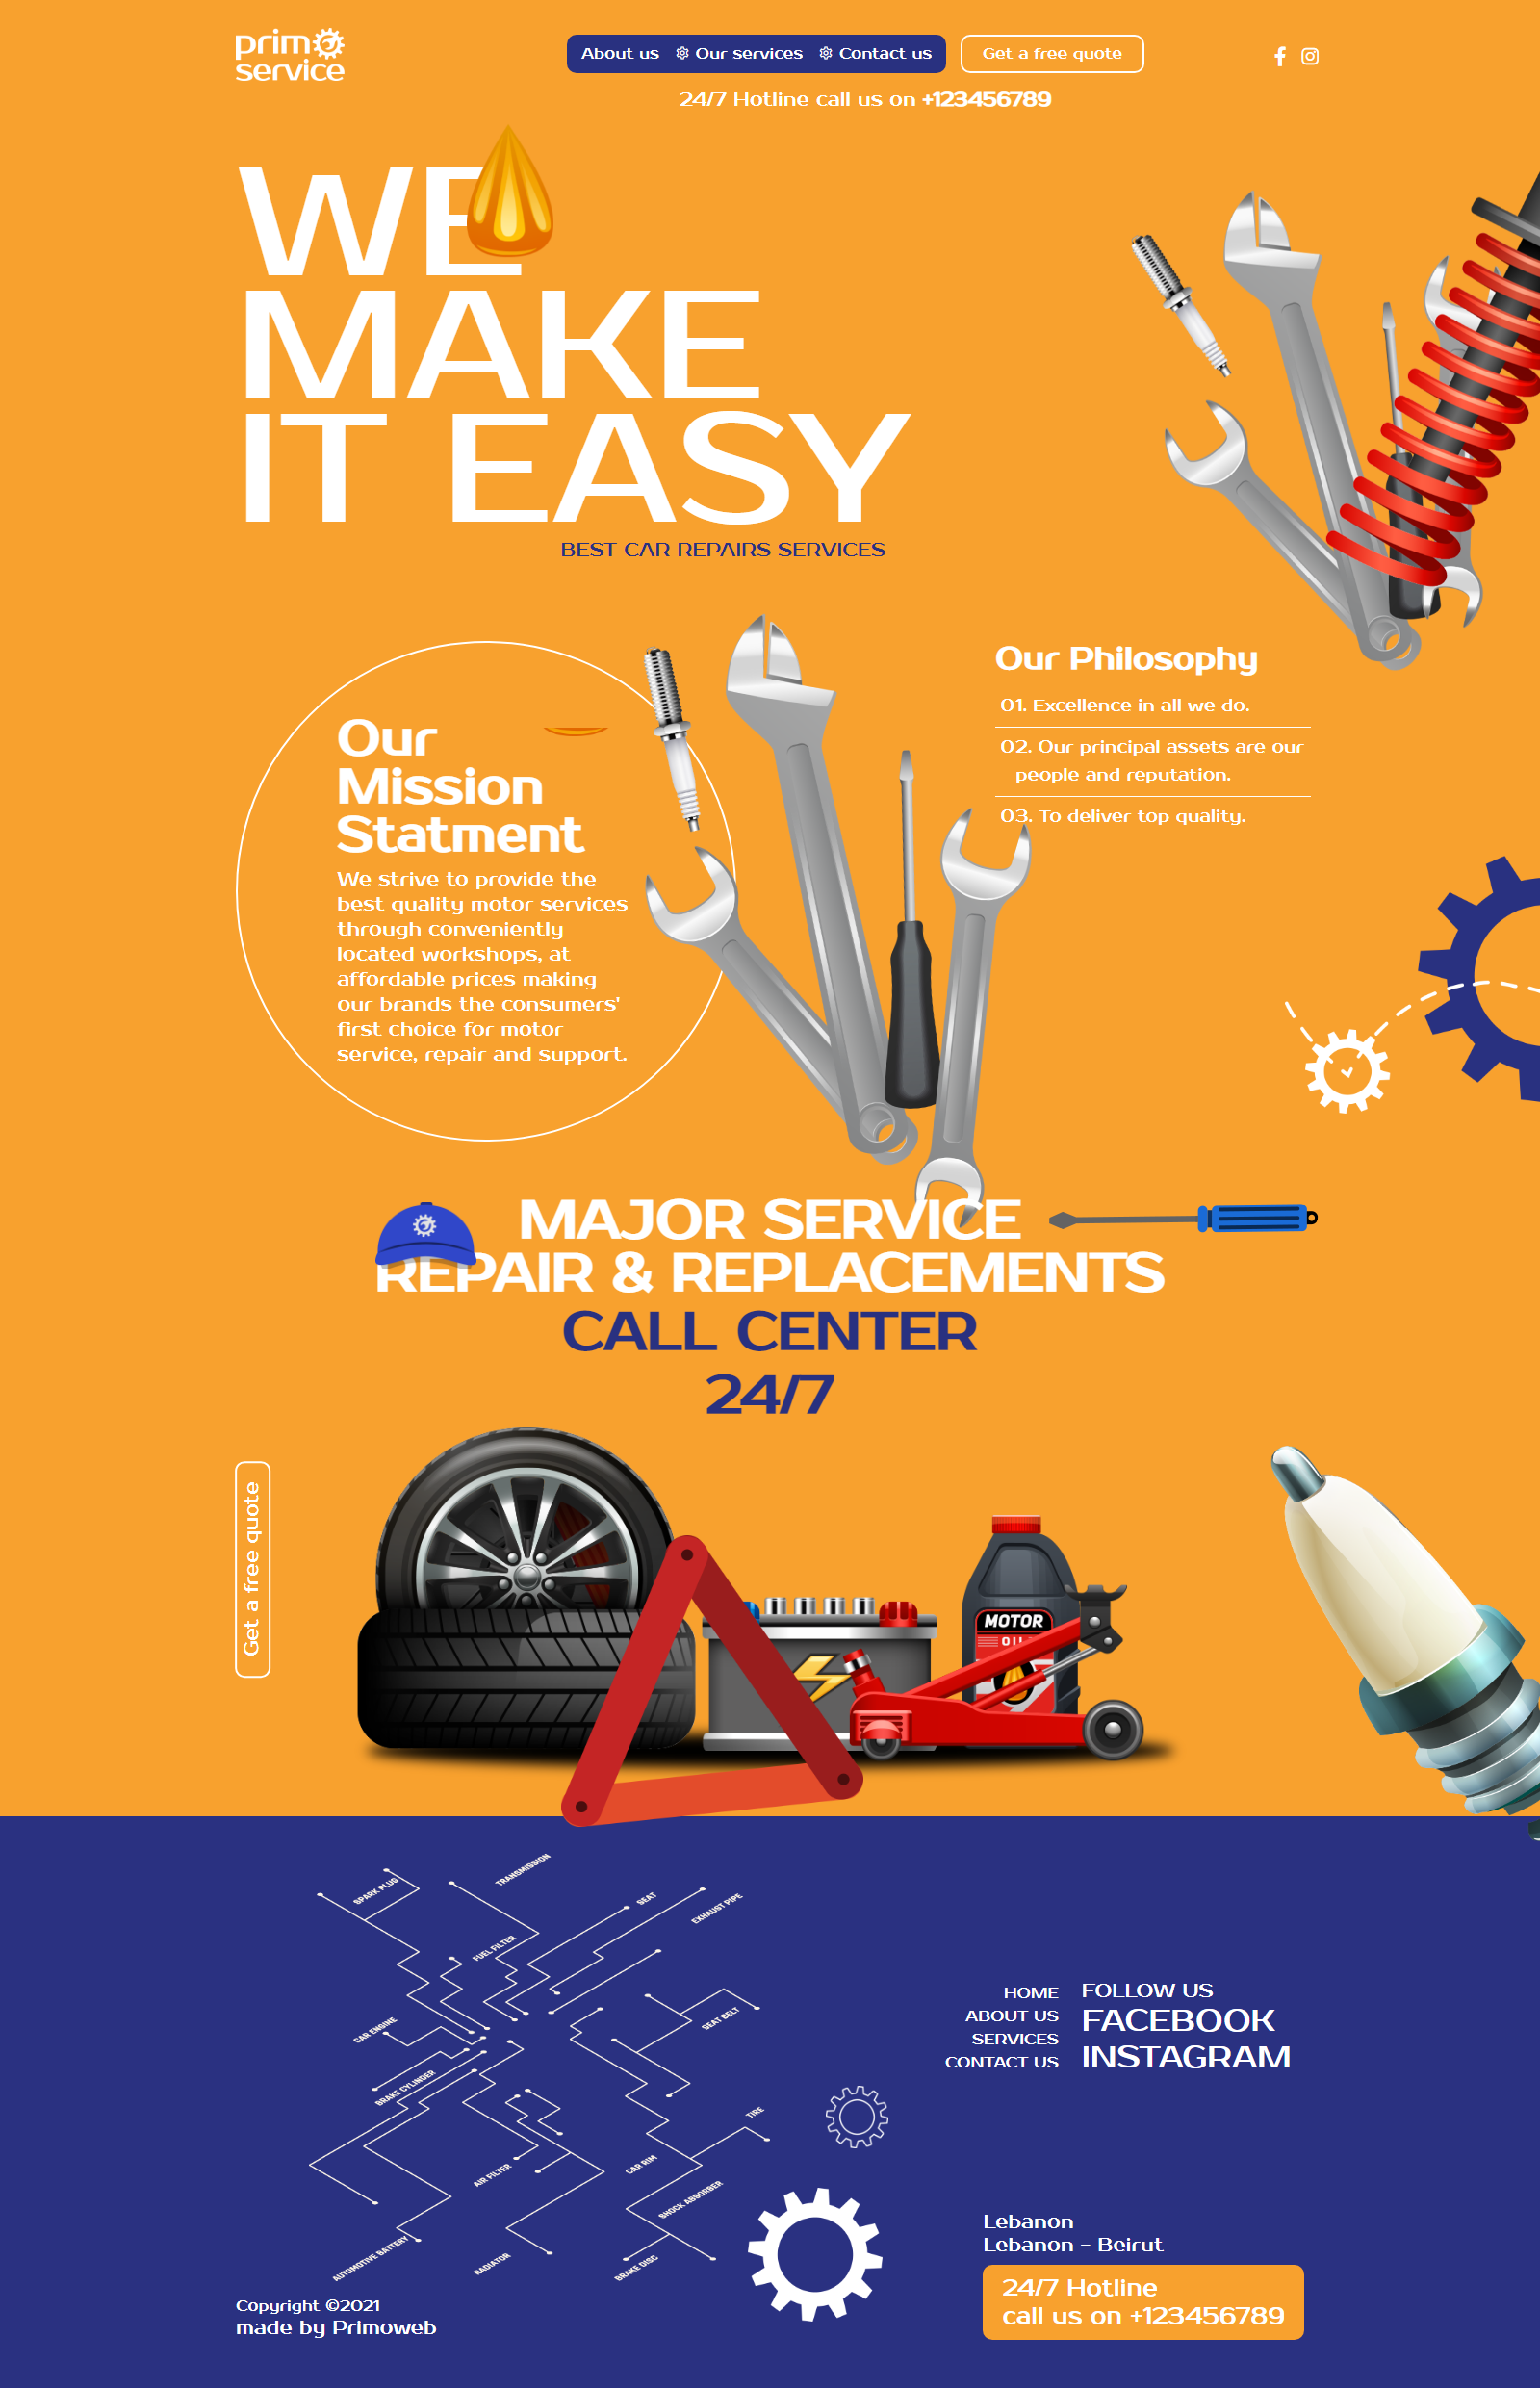 prim
service
About us Our services Contact us
Get a free quote
24/7 Hotline call us on +123456789
WE
MAKE
IT EASY
BEST CAR REPAIRS SERVICES
Our Philosophy
01. Excellence in all we do.
02. Our principal assets are our
people and reputation.
03. To deliver top quality.
Our
Mission
Statment
We strive to provide the
best quality motor services
through conveniently
located workshops, at
affordable prices making
our brands the consumers'
first choice for motor
service, repair and support.
MAJOR SERVICE
REPAIR & REPLACEMENTS
CALL CENTER
24/7
Get a free quote
MOTOR
OIL
TRANSMISSION
SPARK PLUG
SEAT
EXHAUST PIPE
FUEL FILTER
SEAT BELT
CAR ENGINE
BRAKE CYLINDER
TIRE
CAR RIM
AIR FILTER
SHOCK ABSORBER
AUTOMOTIVE BATTERY
RADIATOR
BRAKE DISC
HOME
ABOUT US
SERVICES
CONTACT US
FOLLOW US
FACEBOOK
INSTAGRAM
Lebanon
Lebanon - Beirut
24/7 Hotline
call us on +123456789
Copyright ©2021
made by Primoweb